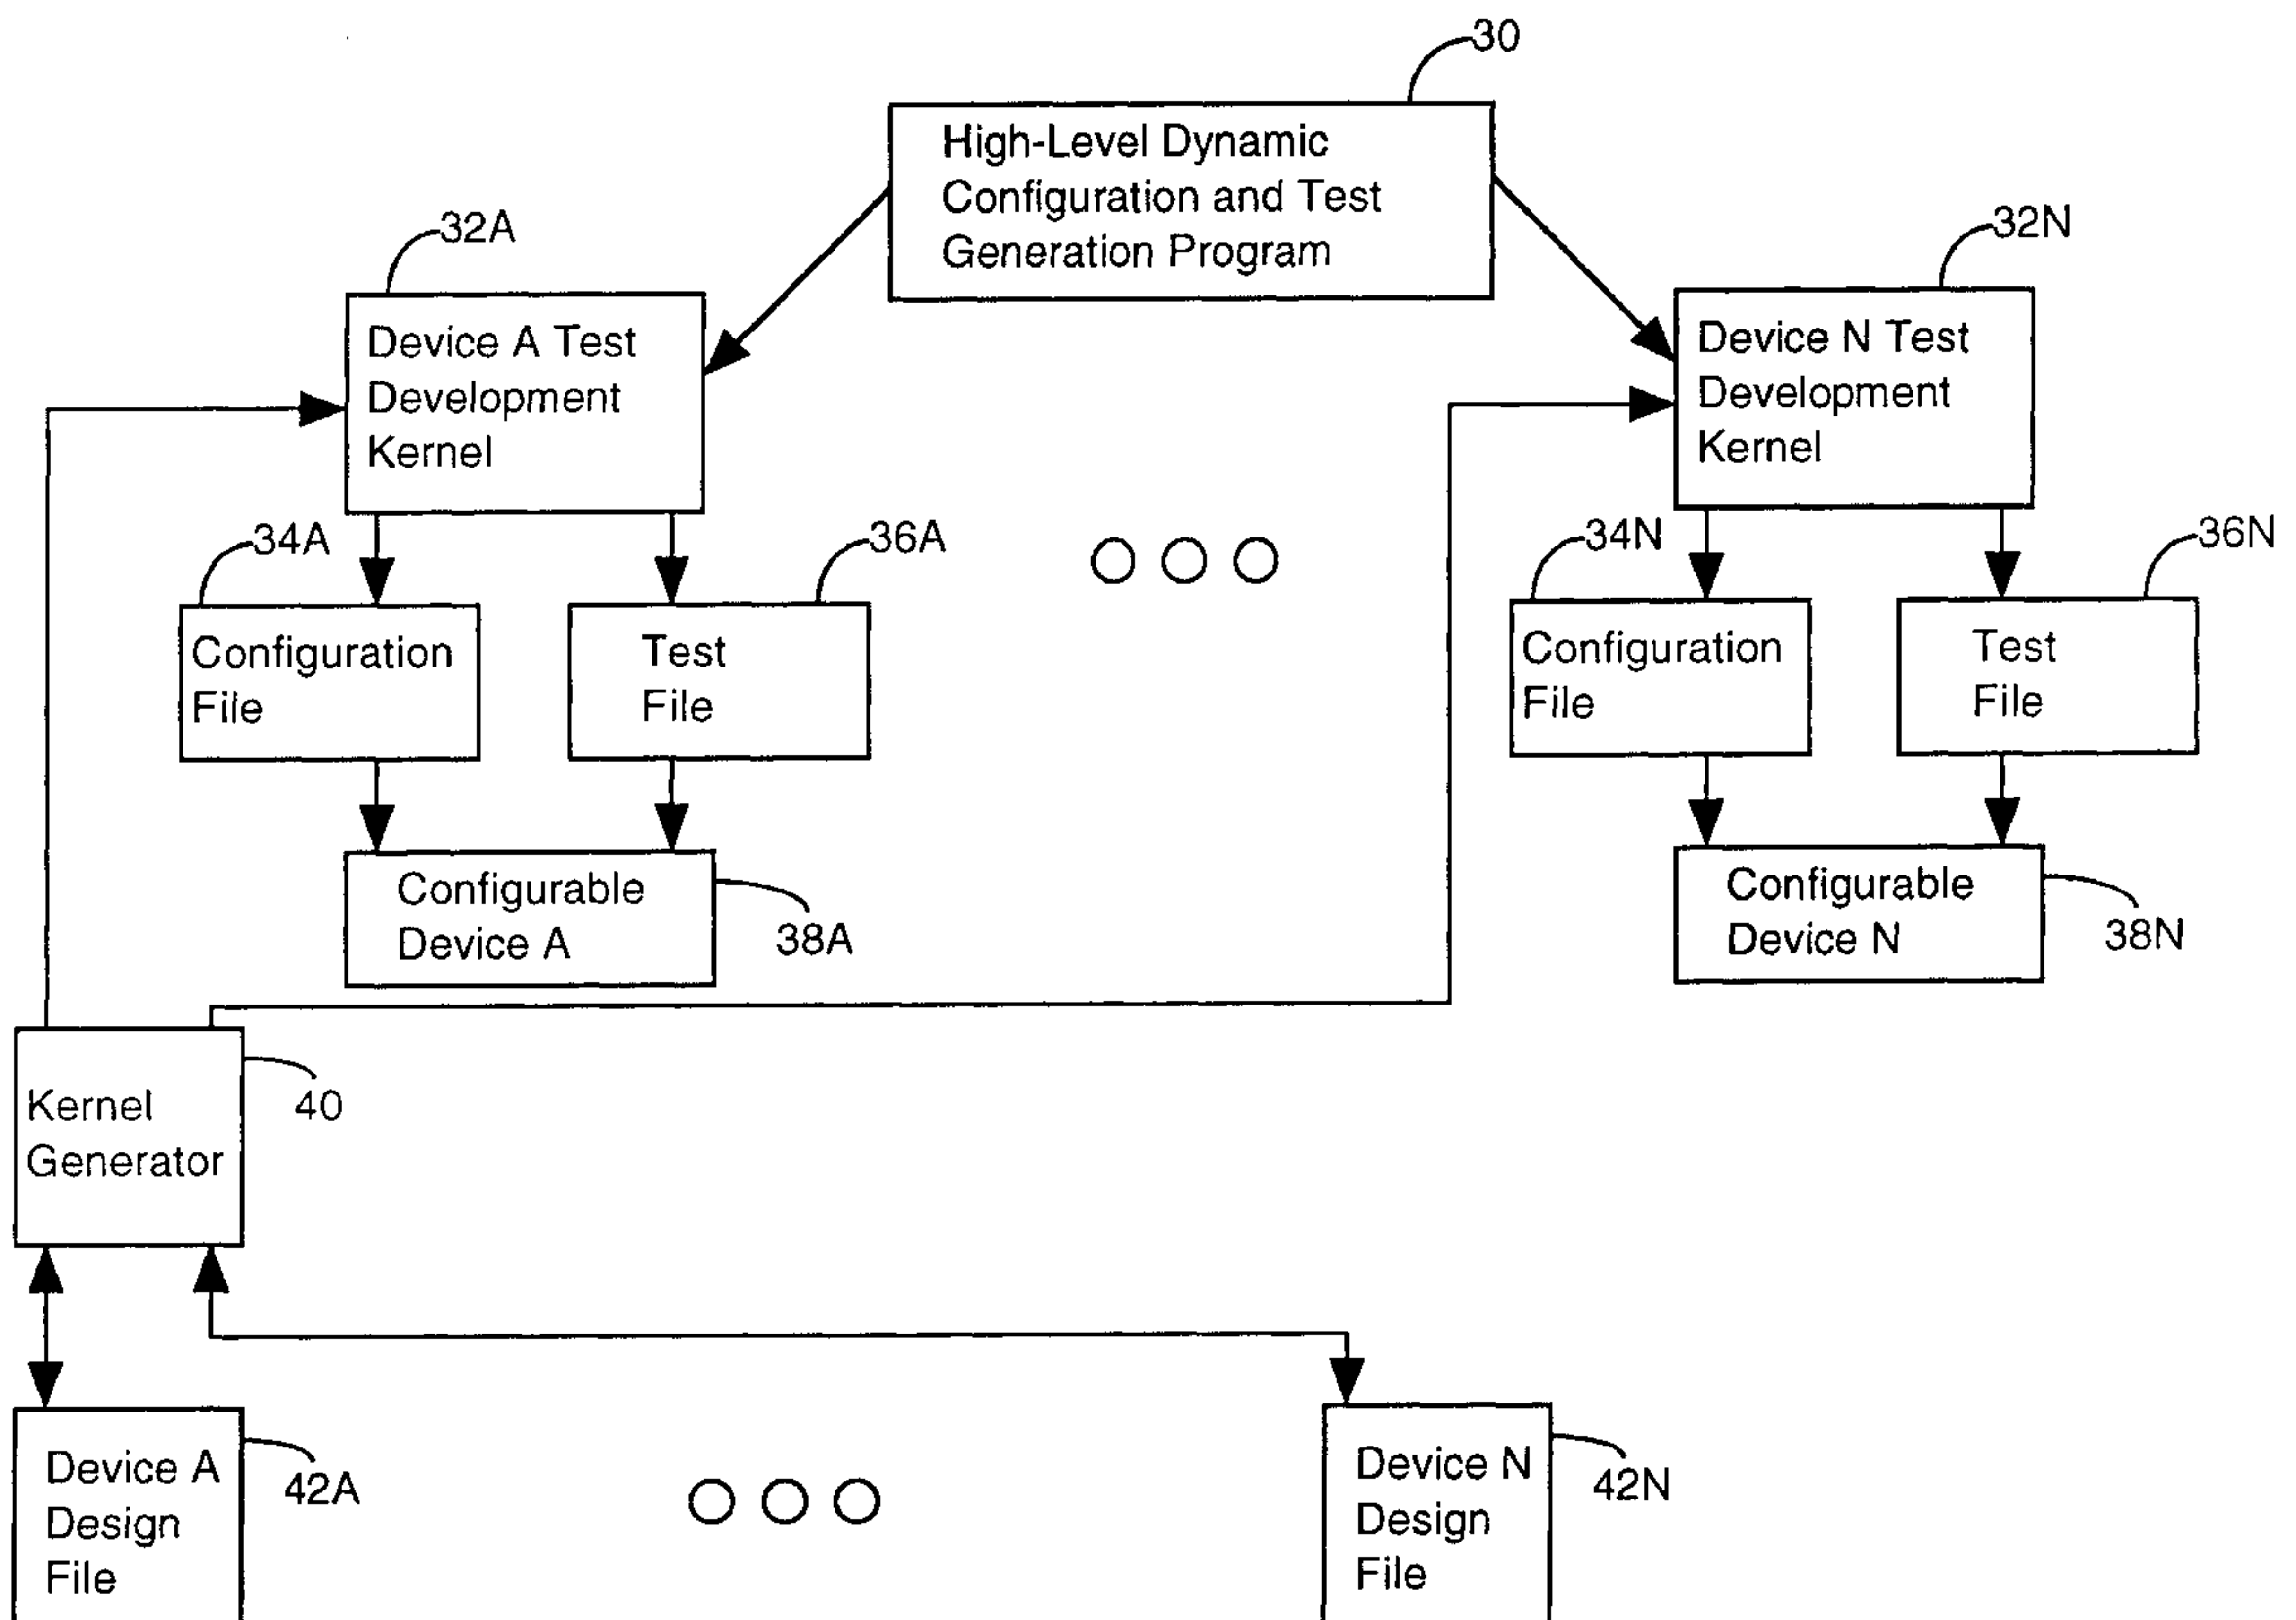 30
High-Level Dynamic
Configuration and Test
Generation Program
32A
Device A Test
Development
Kernel
32N
Device N Test
Development
Kernel
34A
Configuration
File
36A
Test
File
34N
Configuration
File
36N
Test
File
Configurable
Device A
38A
Configurable
Device N
38N
Kernel
Generator
40
Device A
Design
File
42A
Device N
Design
File
42N